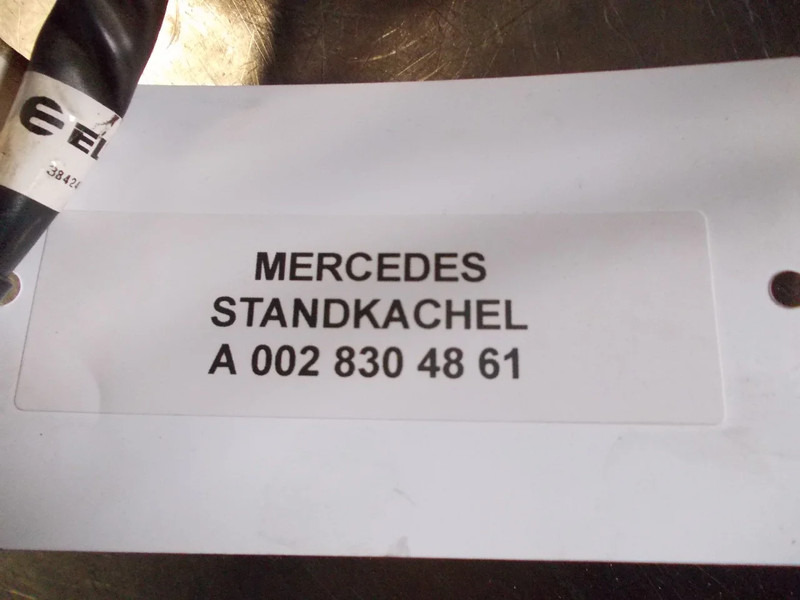 MERCEDES
STANDKACHEL
A 002 830 48 61